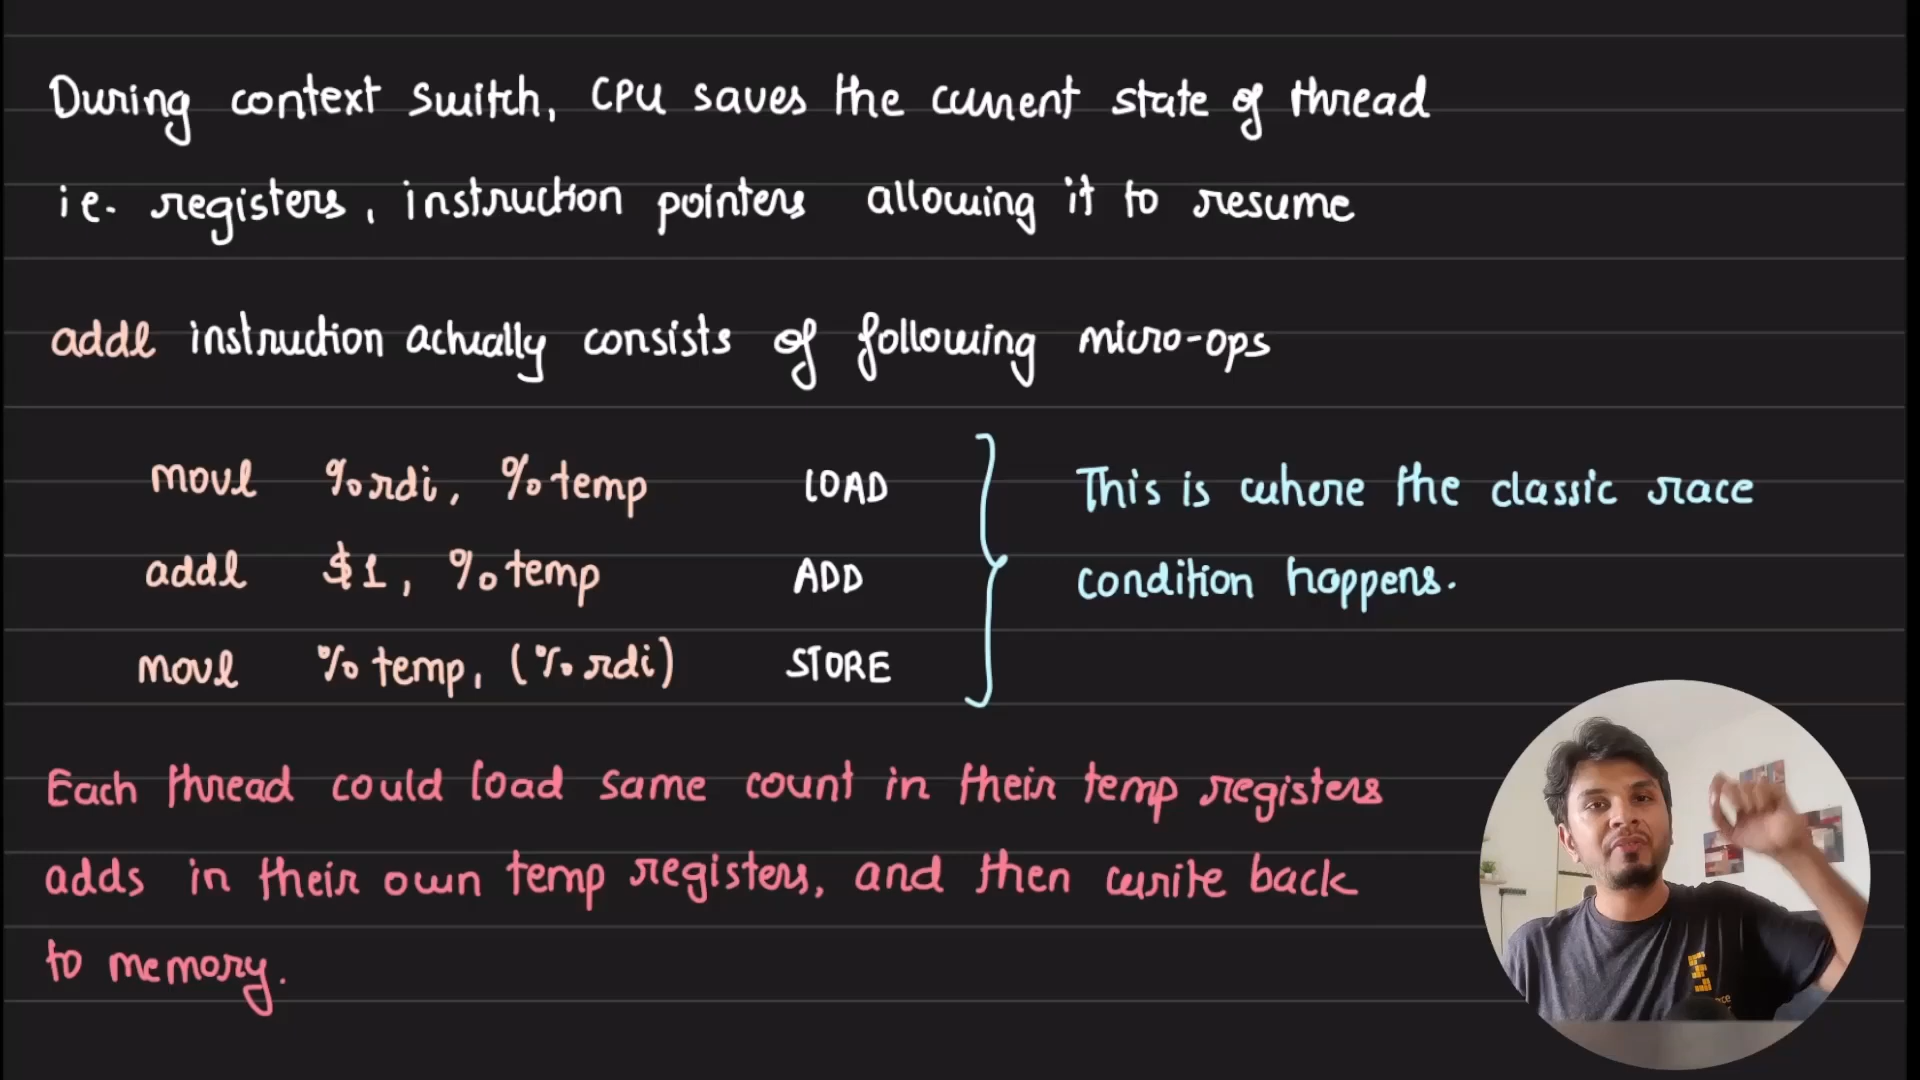 During context switch, CPU saves the current state of thread
i.e. registers, instruction pointers allowing it to resume
addl instruction actually consists of following micro-ops
movl %rdi, %temp LOAD
addl $1, %temp ADD
movl %temp, (%rdi) STORE
This is where the classic race
condition happens.
Each thread could load same count in their temp registers
adds in their own temp registers, and then write back
to memory.